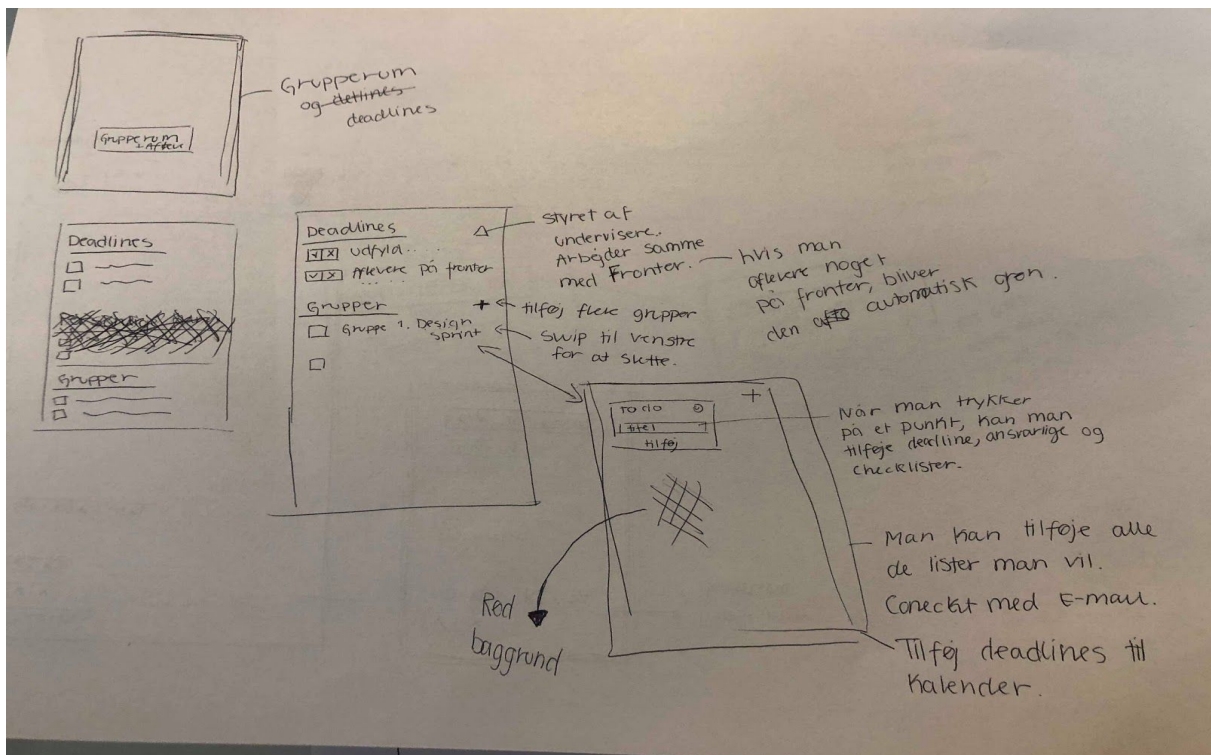 Grupperum
og detlines
deadlines
Grupperum
Deadlines
Grupper
Deadlines
Udfyld.....
Aflevere på fronter
Grupper +
Gruppe 1. Design
sprint
styret af
undervisere.
Arbejder samme
med Fronter.
hvis man
aflevere noget
på fronter, bliver
den automatisk grøn.
tilføj flere grupper
swip til venstre
for at slette.
To do
titel
tilføj
+
Når man trykker
på et punkt, kan man
tilføje deadline, ansvarlige og
checklister.
Man kan tilføje alle
de lister man vil.
Coneckt med E-mail.
Tilføj deadlines til
kalender.
Red
baggrund